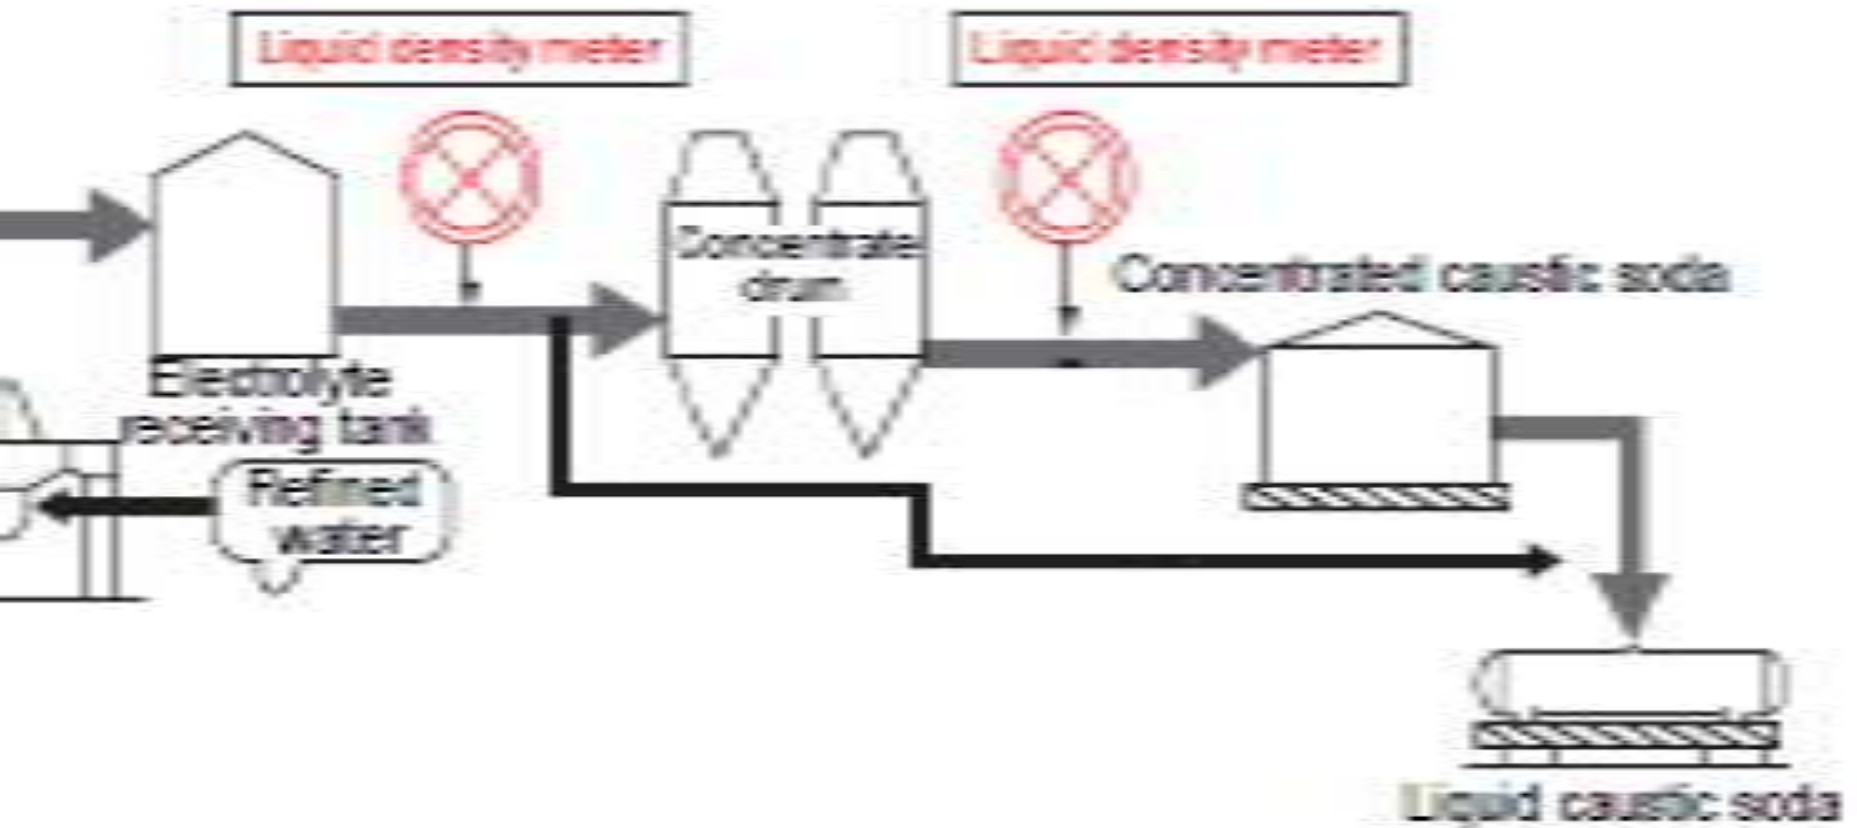 Liquid density meter
Liquid density meter
Concentrate
drum
Concentrated caustic soda
Electrolyte
receiving tank
Refined
water
Liquid caustic soda